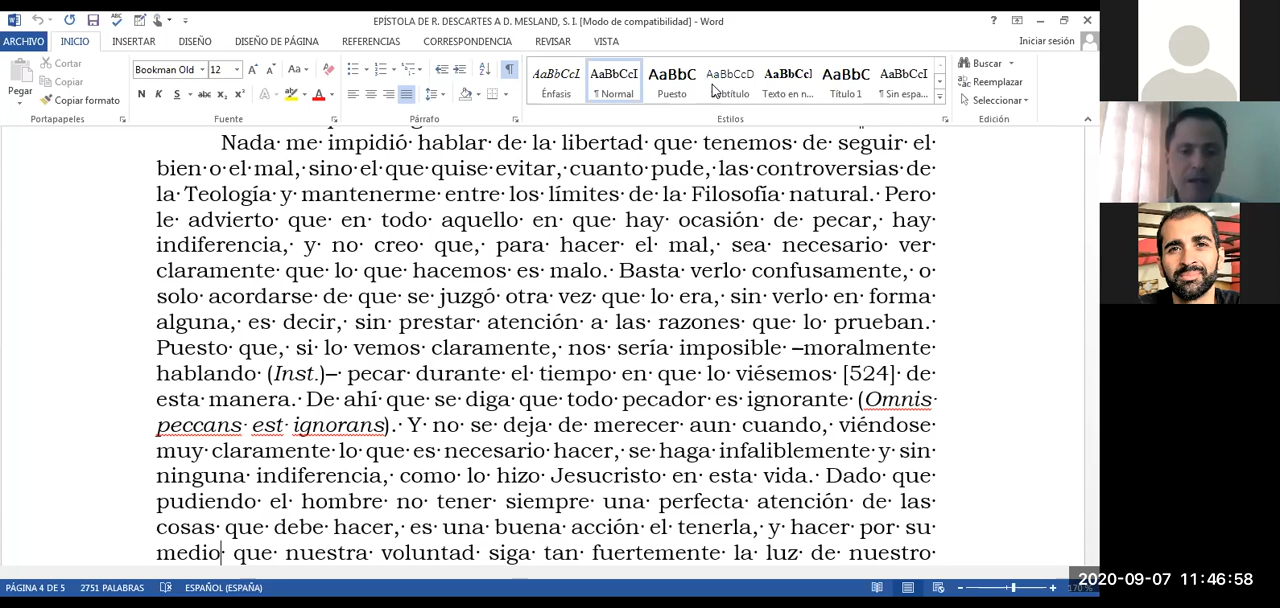 EPÍSTOLA DE R. DESCARTES A D. MESLAND, S. I. [Modo de compatibilidad] - Word
ARCHIVO INICIO INSERTAR DISEÑO DISEÑO DE PÁGINA REFERENCIAS CORRESPONDENCIA REVISAR VISTA Iniciar sesión
Pegar
Cortar
Copiar
Copiar formato
Portapapeles
Bookman Old 12
N K S abc x₂ x²
Fuente
Párrafo
AaBbCcI AaBbCcI AaBbC AaBbCcD AaBbCcI AaBbC AaBbCcI
Énfasis ¶ Normal Puesto Texto en n... Título 1 ¶ Sin espa...
Estilos
Buscar
Reemplazar
Seleccionar
Edición
Nada me impidió hablar de la libertad que tenemos de seguir el
bien o el mal, sino el que quise evitar, cuanto pude, las controversias de
la Teología y mantenerme entre los límites de la Filosofía natural. Pero
le advierto que en todo aquello en que hay ocasión de pecar, hay
indiferencia, y no creo que, para hacer el mal, sea necesario ver
claramente que lo que hacemos es malo. Basta verlo confusamente, o
solo acordarse de que se juzgó otra vez que lo era, sin verlo en forma
alguna, es decir, sin prestar atención a las razones que lo prueban.
Puesto que, si lo vemos claramente, nos sería imposible –moralmente
hablando (Inst.)– pecar durante el tiempo en que lo viésemos [524] de
esta manera. De ahí que se diga que todo pecador es ignorante (Omnis
peccans est ignorans). Y no se deja de merecer aun cuando, viéndose
muy claramente lo que es necesario hacer, se haga infaliblemente y sin
ninguna indiferencia, como lo hizo Jesucristo en esta vida. Dado que
pudiendo el hombre no tener siempre una perfecta atención de las
cosas que debe hacer, es una buena acción el tenerla, y hacer por su
medio que nuestra voluntad siga tan fuertemente la luz de nuestro
PÁGINA 4 DE 5 2751 PALABRAS ESPAÑOL (ESPAÑA) 170 %
2020-09-07 11:46:58